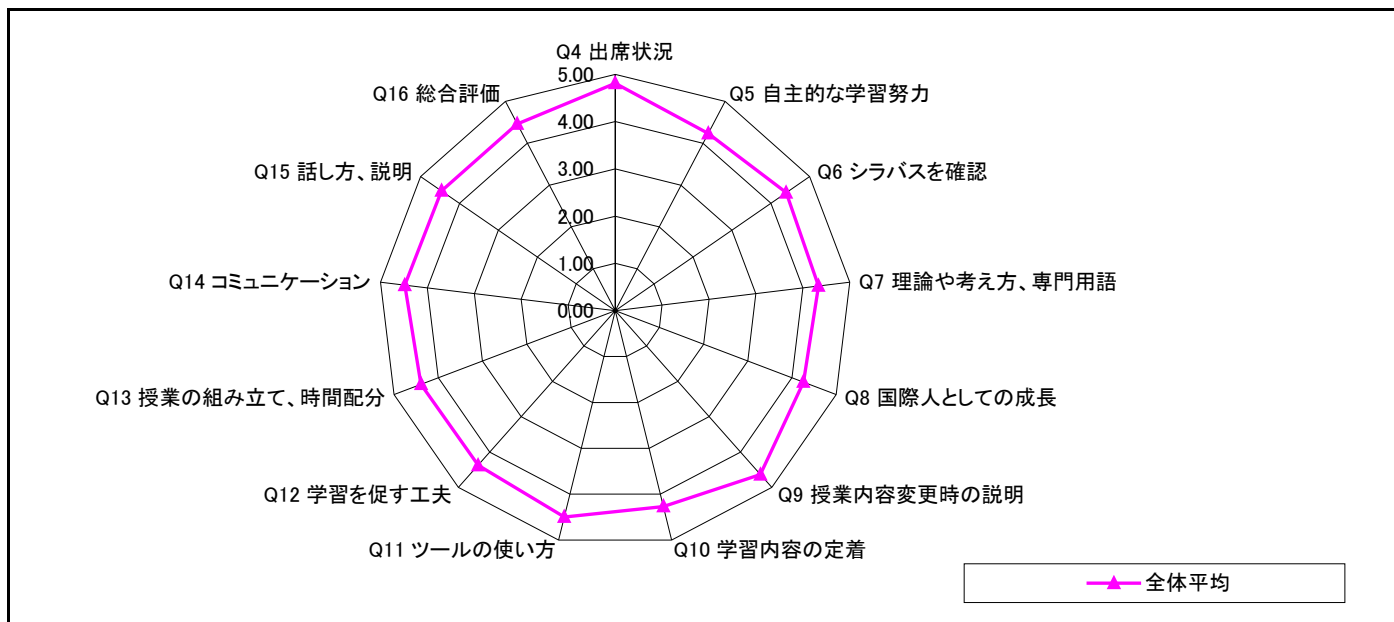 Q4 出席状況
5.00
Q16 総合評価
Q5 自主的な学習努力
4.00
Q15 話し方、説明
3.00
Q6 シラバスを確認
2.00
1.00
Q14 コミュニケーション
Q7 理論や考え方、専門用語
0.00
Q13 授業の組み立て、時間配分
Q8 国際人としての成長
Q12 学習を促す工夫
Q9 授業内容変更時の説明
Q11 ツールの使い方
Q10 学習内容の定着
全体平均